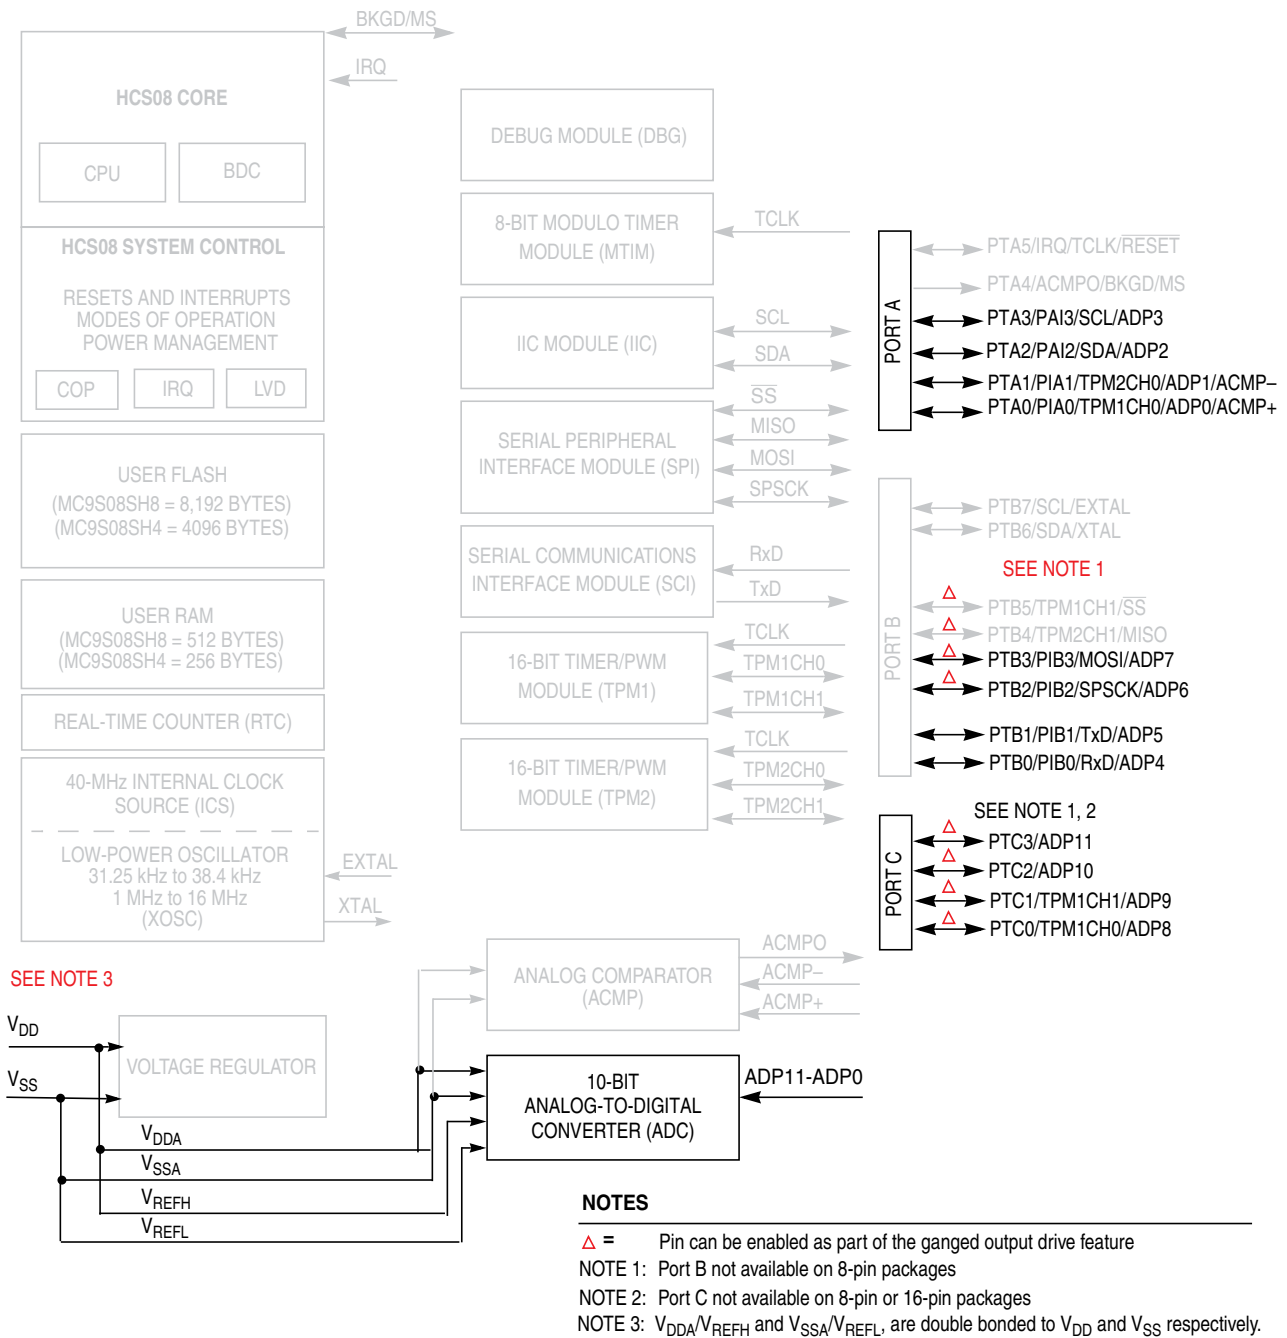 BKGD/MS
IRQ
HCS08 CORE
CPU
BDC
HCS08 SYSTEM CONTROL
RESETS AND INTERRUPTS
MODES OF OPERATION
POWER MANAGEMENT
COP
IRQ
LVD
USER FLASH
(MC9S08SH8 = 8,192 BYTES)
(MC9S08SH4 = 4096 BYTES)
USER RAM
(MC9S08SH8 = 512 BYTES)
(MC9S08SH4 = 256 BYTES)
REAL-TIME COUNTER (RTC)
40-MHz INTERNAL CLOCK
SOURCE (ICS)
LOW-POWER OSCILLATOR
31.25 kHz to 38.4 kHz
1 MHz to 16 MHz
(XOSC)
EXTAL
XTAL
SEE NOTE 3
VDD
VSS
VOLTAGE REGULATOR
VDDA
VSSA
VREFH
VREFL
DEBUG MODULE (DBG)
8-BIT MODULO TIMER
MODULE (MTIM)
TCLK
IIC MODULE (IIC)
SCL
SDA
SERIAL PERIPHERAL
INTERFACE MODULE (SPI)
SS
MISO
MOSI
SPSCK
SERIAL COMMUNICATIONS
INTERFACE MODULE (SCI)
RxD
TxD
16-BIT TIMER/PWM
MODULE (TPM1)
TCLK
TPM1CH0
TPM1CH1
16-BIT TIMER/PWM
MODULE (TPM2)
TCLK
TPM2CH0
TPM2CH1
ANALOG COMPARATOR
(ACMP)
ACMPO
ACMP–
ACMP+
10-BIT
ANALOG-TO-DIGITAL
CONVERTER (ADC)
ADP11-ADP0
PORT A
PTA5/IRQ/TCLK/RESET
PTA4/ACMPO/BKGD/MS
PTA3/PAI3/SCL/ADP3
PTA2/PAI2/SDA/ADP2
PTA1/PIA1/TPM2CH0/ADP1/ACMP–
PTA0/PIA0/TPM1CH0/ADP0/ACMP+
PORT B
PTB7/SCL/EXTAL
PTB6/SDA/XTAL
SEE NOTE 1
PTB5/TPM1CH1/SS
PTB4/TPM2CH1/MISO
PTB3/PIB3/MOSI/ADP7
PTB2/PIB2/SPSCK/ADP6
PTB1/PIB1/TxD/ADP5
PTB0/PIB0/RxD/ADP4
SEE NOTE 1, 2
PORT C
PTC3/ADP11
PTC2/ADP10
PTC1/TPM1CH1/ADP9
PTC0/TPM1CH0/ADP8
NOTES
Δ = Pin can be enabled as part of the ganged output drive feature
NOTE 1: Port B not available on 8-pin packages
NOTE 2: Port C not available on 8-pin or 16-pin packages
NOTE 3: VDDA/VREFH and VSSA/VREFL, are double bonded to VDD and VSS respectively.